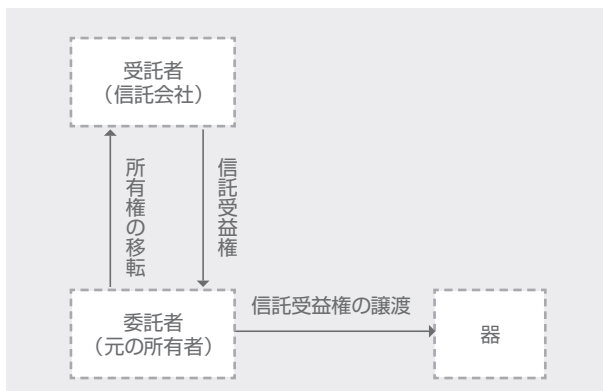 受託者
（信託会社）
所有権の移転
信託受益権
信託受益権の譲渡
委託者
（元の所有者）
器